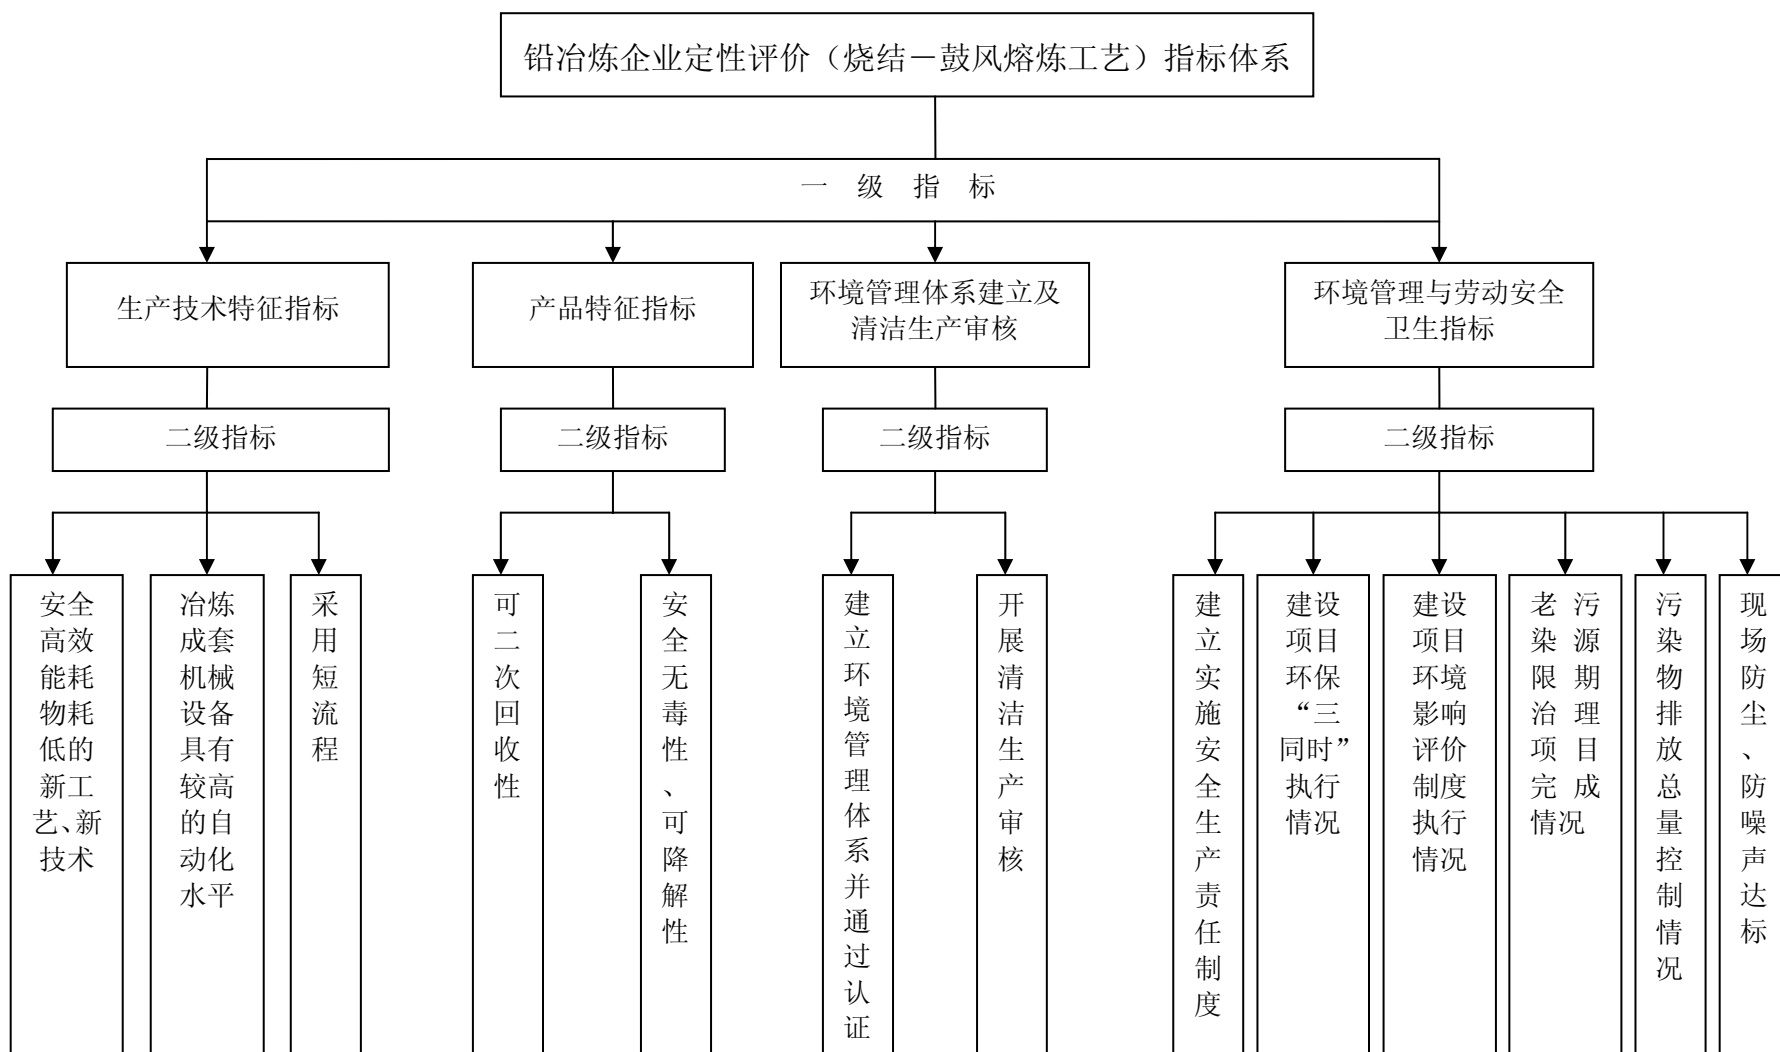 铅冶炼企业定性评价（烧结－鼓风熔炼工艺）指标体系
一 级 指 标
生产技术特征指标
产品特征指标
环境管理体系建立及
清洁生产审核
环境管理与劳动安全
卫生指标
二级指标
二级指标
二级指标
二级指标
安全
高效
能耗
物耗
低的
新工
艺、新
技术
冶炼
成套
机械
设备
具有
较高
的自
动化
水平
采用短流程
可二次回收性
安全无毒性、可降解性
建立环境管理体系并通过认证
开展清洁生产审核
建立实施安全生产责任制度
建设
项目
环保
“三
同时”
执行
情况
建设
项目
环境
影响
评价
制度
执行
情况
老 污
染 源
限 期
治 理
项 目
完 成
情况
污染物排放总量控制情况
现场防尘、防噪声达标